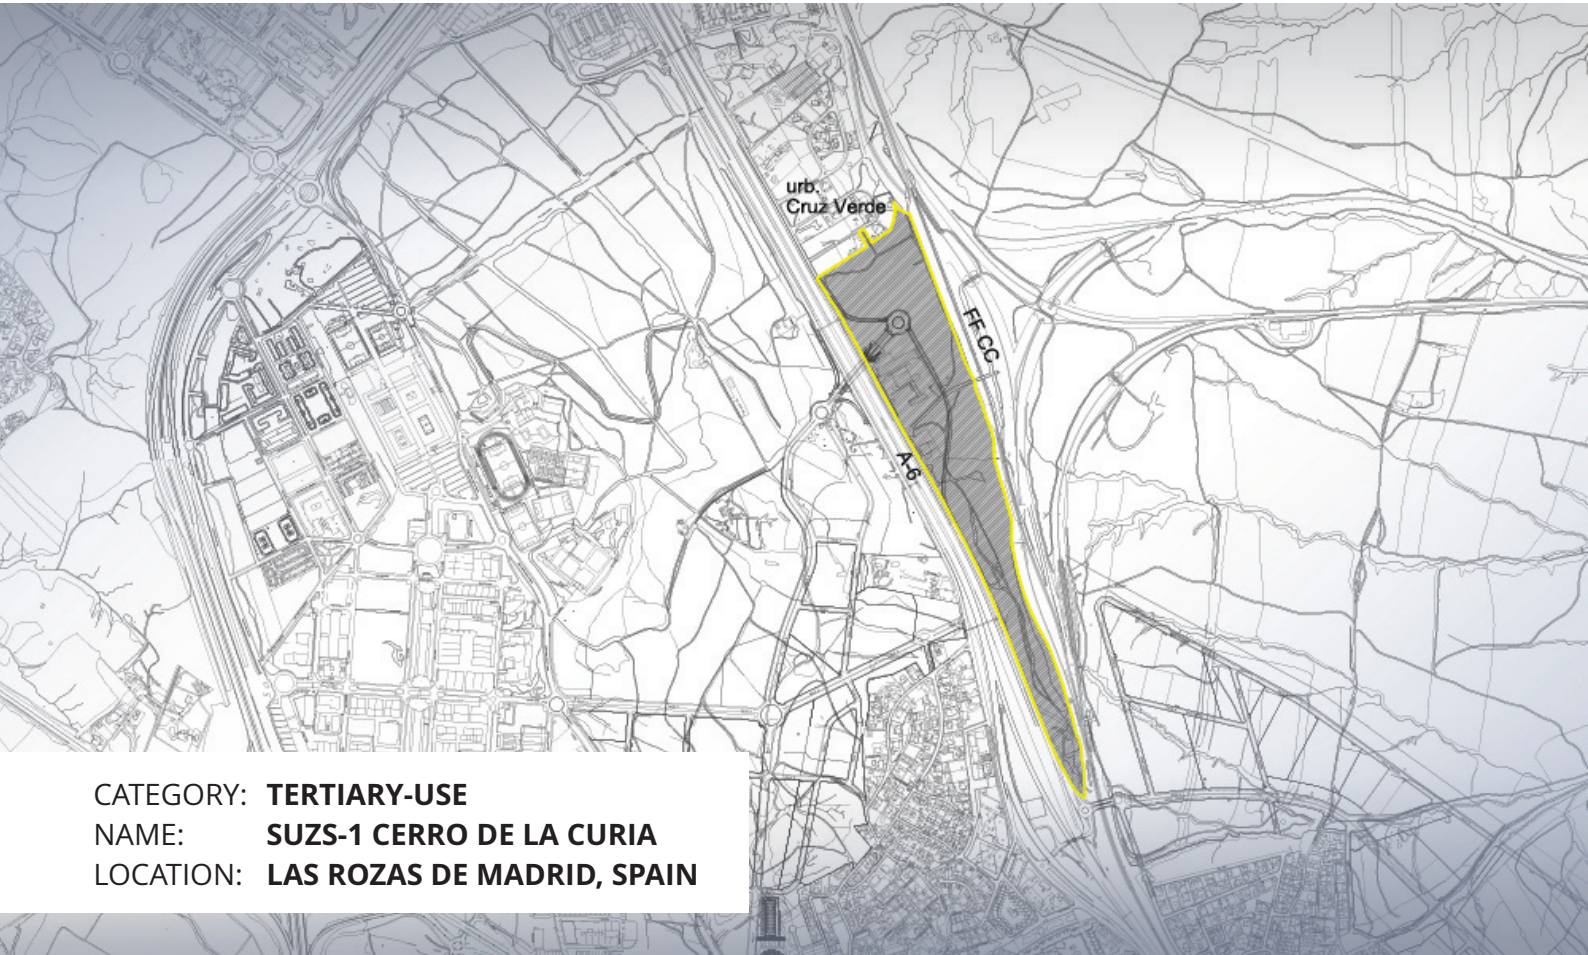 urb.
Cruz Verde
FF.CC
A-6
CATEGORY: TERTIARY-USE
NAME: SUZS-1 CERRO DE LA CURIA
LOCATION: LAS ROZAS DE MADRID, SPAIN